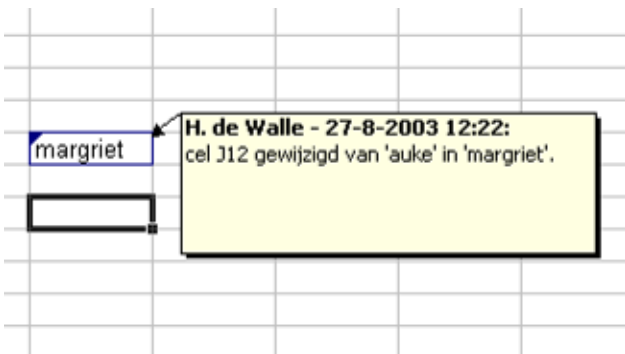 margriet
H. de Walle - 27-8-2003 12:22:
cel J12 gewijzigd van 'auke' in 'margriet'.